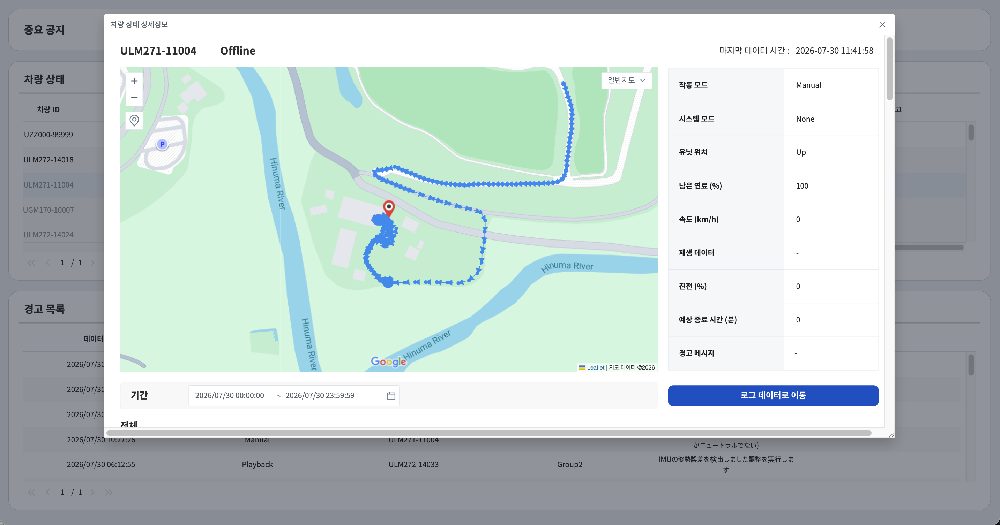 중요 공지
차량 상태 상세정보
ULM271-11004
Offline
마지막 데이터 시간 : 2026-07-30 11:41:58
차량 상태
차량 ID
고
UZZ000-99999
ULM272-14018
ULM271-11004
UGM170-10007
ULM272-14024
1 / 1
+
−
P
일반지도
Hinuma River
Hinuma River
Hinuma River
Hinuma River
Google
Leaflet | 지도 데이터 ©2026
작동 모드 Manual
시스템 모드 None
유닛 위치 Up
남은 연료 (%) 100
속도 (km/h) 0
재생 데이터 -
진전 (%) 0
예상 종료 시간 (분) 0
경고 메시지 -
기간 2026/07/30 00:00:00 ~ 2026/07/30 23:59:59
로그 데이터로 이동
전체
경고 목록
데이터
2026/07/30
2026/07/30
2026/07/30
2026/07/30 10:27:26 Manual ULM271-11004
がニュートラルでない)
2026/07/30 06:12:55 Playback ULM272-14033 Group2
IMUの姿勢誤差を検出しました調整を実行しま
す
1 / 1